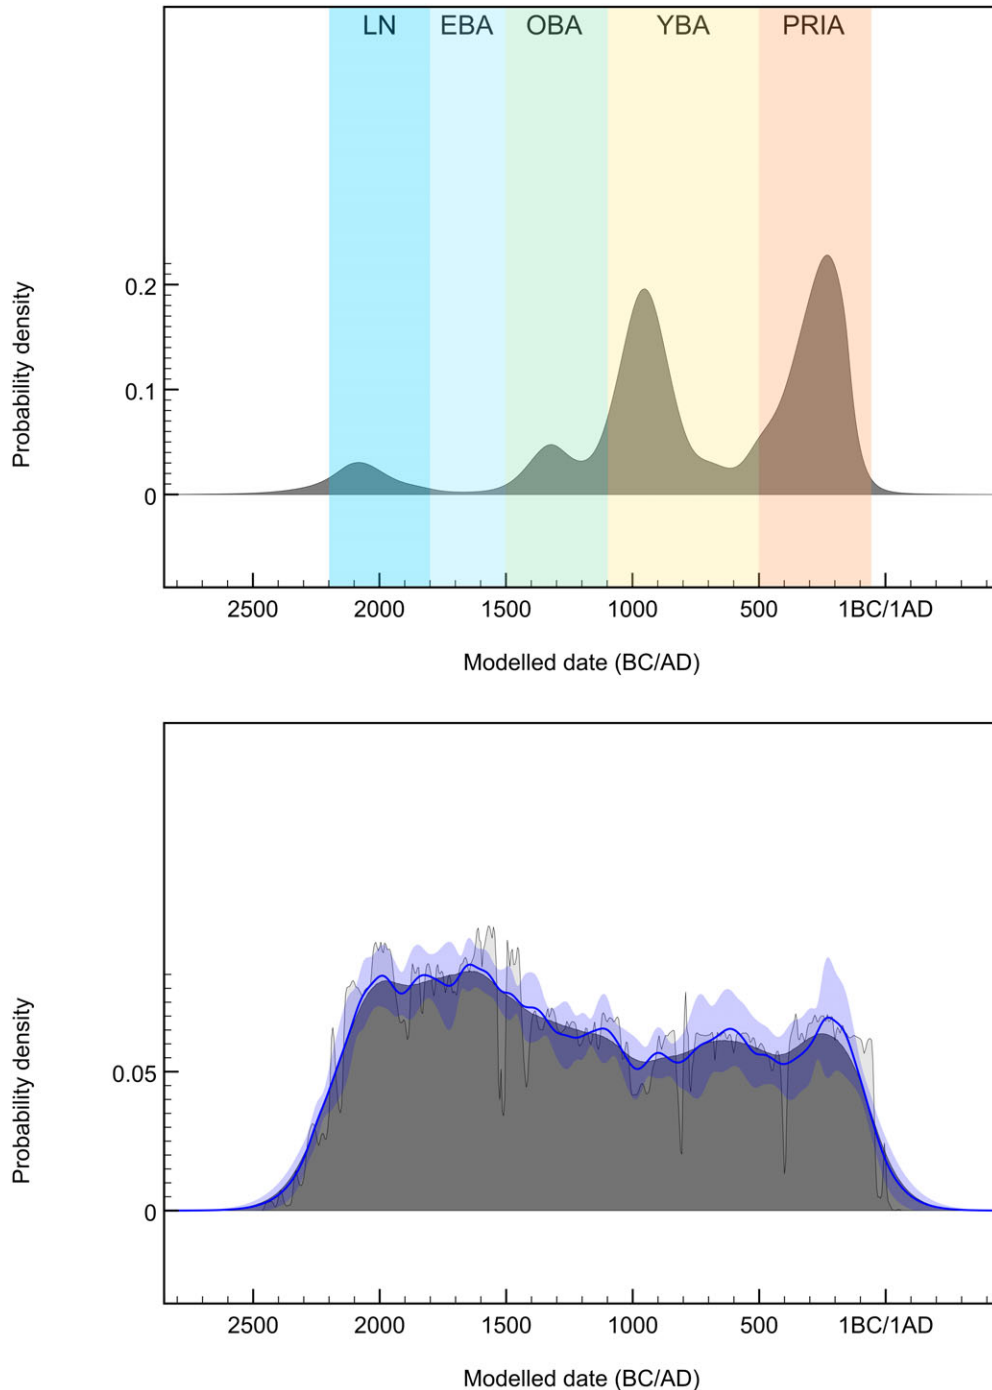 LN EBA OBA YBA PRIA
Probability density
0.2
0.1
0
2500 2000 1500 1000 500 1BC/1AD
Modelled date (BC/AD)
Probability density
0.05
0
2500 2000 1500 1000 500 1BC/1AD
Modelled date (BC/AD)